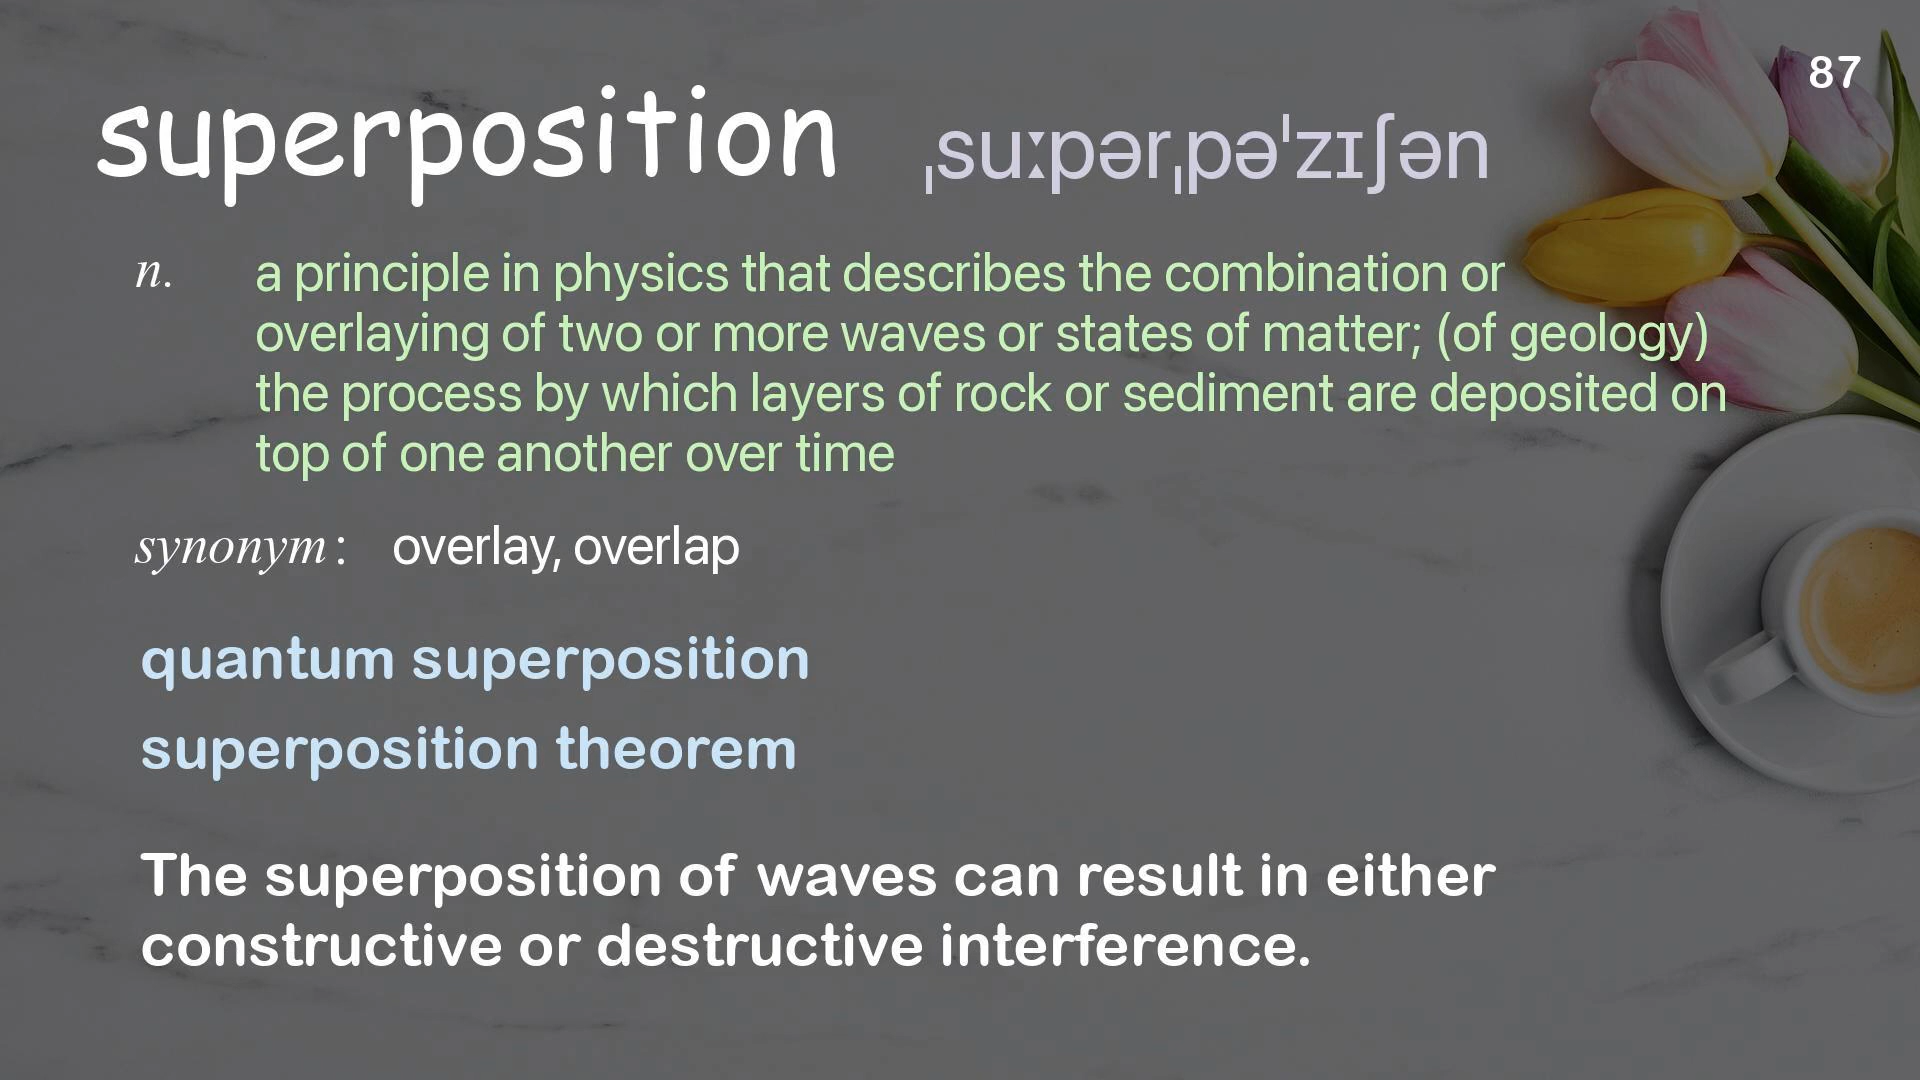 87
superposition ˌsuːpərˌpəˈzɪʃən
n. a principle in physics that describes the combination or
overlaying of two or more waves or states of matter; (of geology)
the process by which layers of rock or sediment are deposited on
top of one another over time
synonym: overlay, overlap
quantum superposition
superposition theorem
The superposition of waves can result in either
constructive or destructive interference.